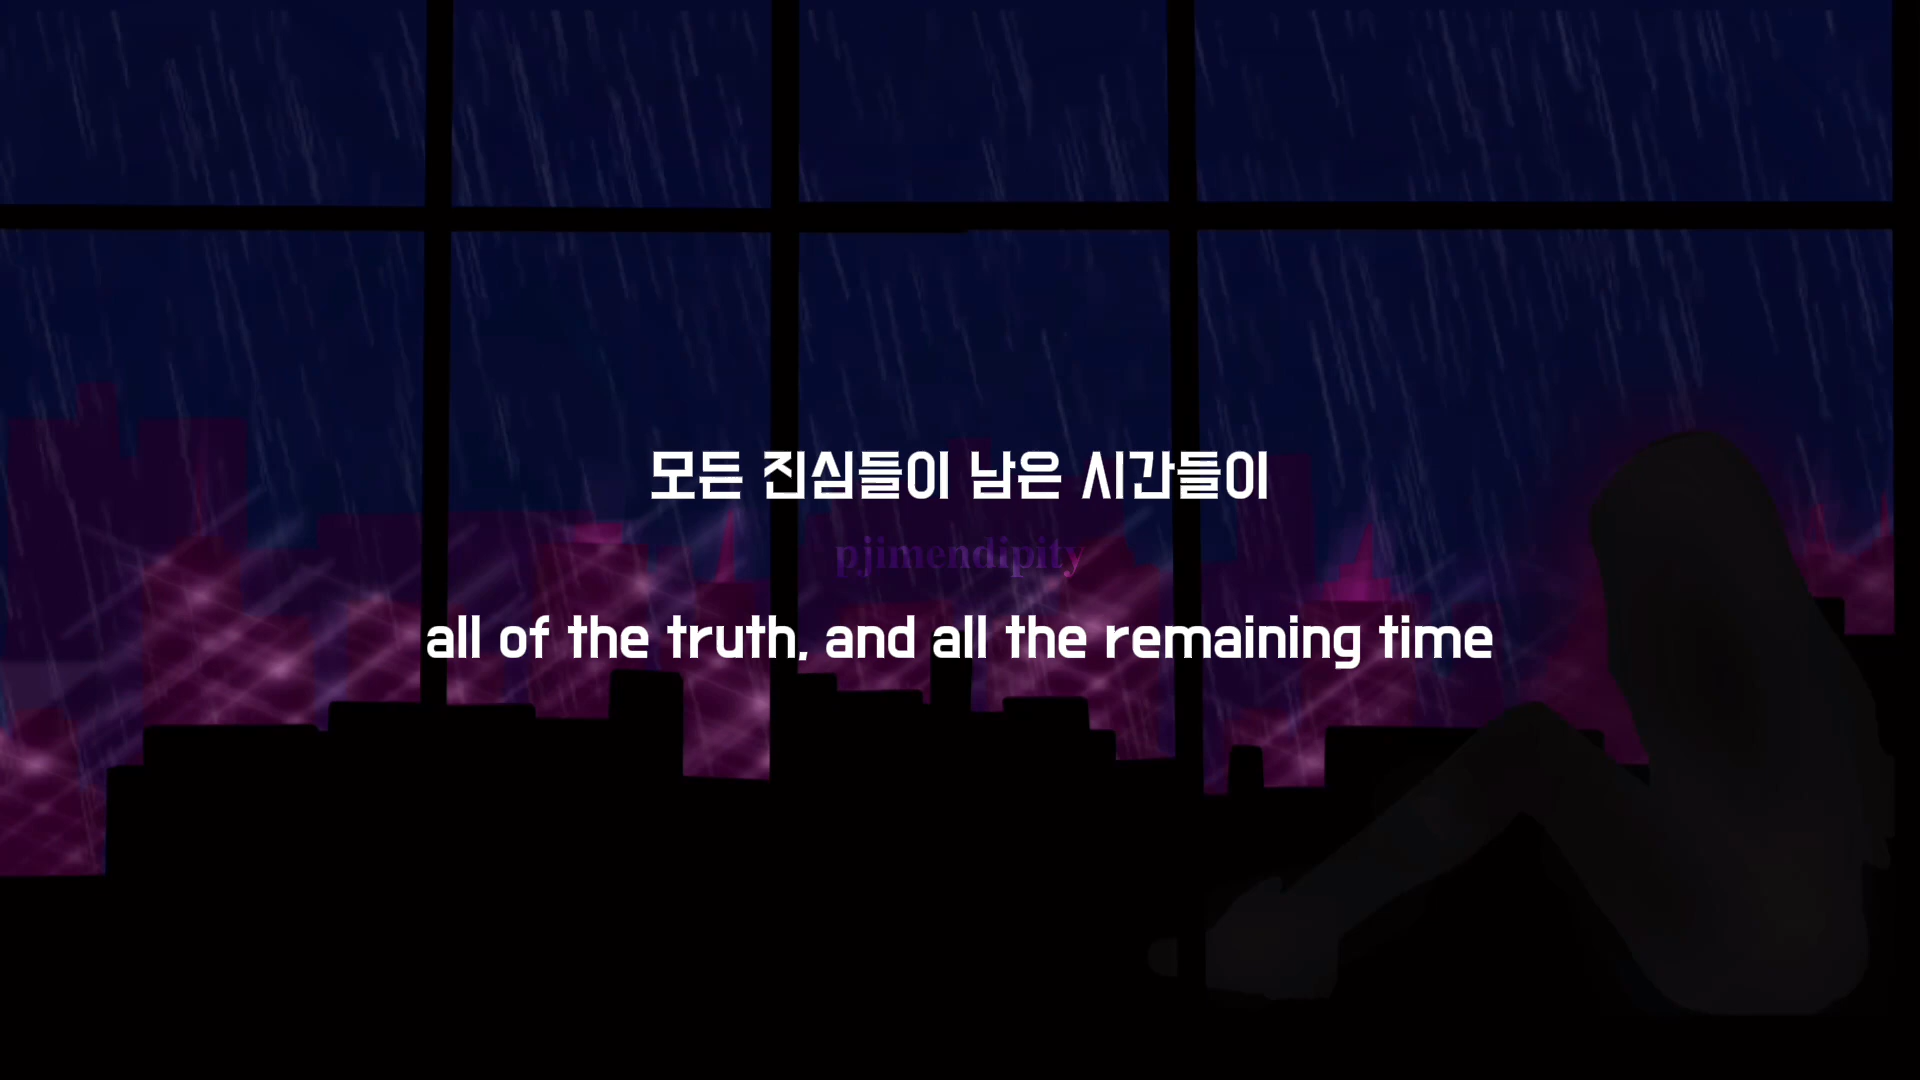 모든 진심들이 남은 시간들이
pjimendipity
all of the truth, and all the remaining time